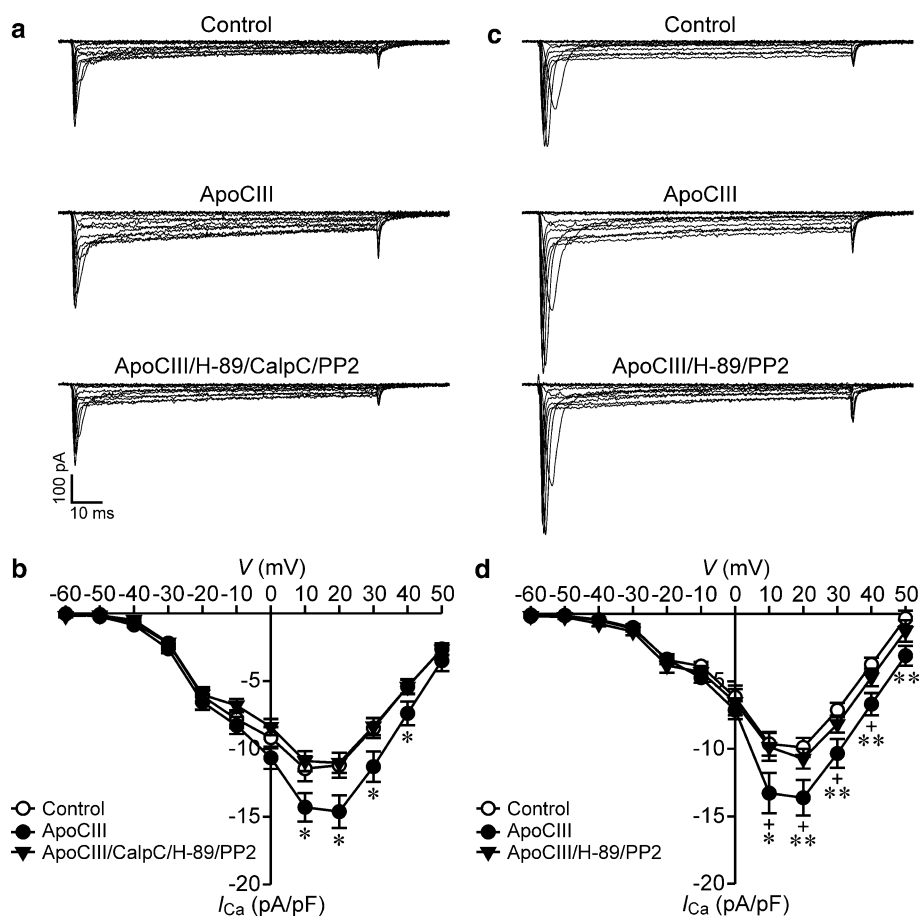 a
Control
ApoCIII
ApoCIII/H-89/CalpC/PP2
100 pA
10 ms
c
Control
ApoCIII
ApoCIII/H-89/PP2
b
V (mV)
-60 -50 -40 -30 -20 -10 0 10 20 30 40 50
-5
-10
-15
-20
* * * *
Control
ApoCIII
ApoCIII/CalpC/H-89/PP2
ICa (pA/pF)
d
V (mV)
-60 -50 -40 -30 -20 -10 0 10 20 30 40 50
-5
-10
-15
-20
+ + + +
* ** ** ** **
Control
ApoCIII
ApoCIII/H-89/PP2
ICa (pA/pF)